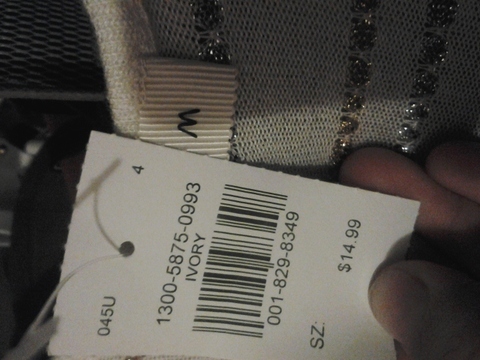 M
045U 4
1300-5875-0993
IVORY
001-829-8349
SZ: $14.99